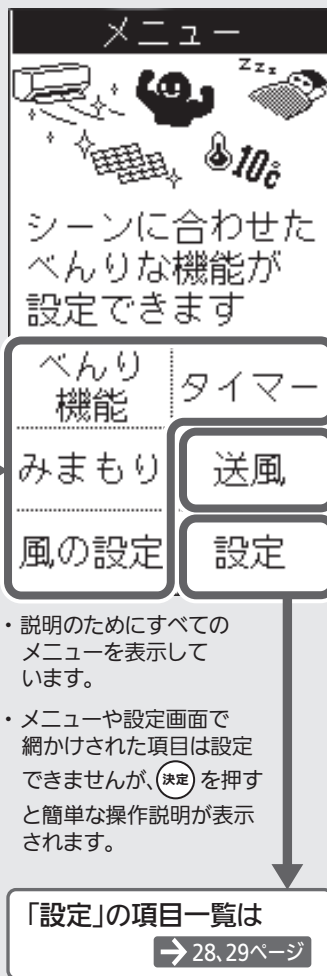 メニュー
zzz
10℃
シーンに合わせた
べんりな機能が
設定できます
べんり
機能
タイマー
みまもり
送風
風の設定
設定
・説明のためにすべての
メニューを表示して
います。
・メニューや設定画面で
網かけされた項目は設定
できませんが、決定を押す
と簡単な操作説明が表示
されます。
「設定」の項目一覧は
→28、29ページ